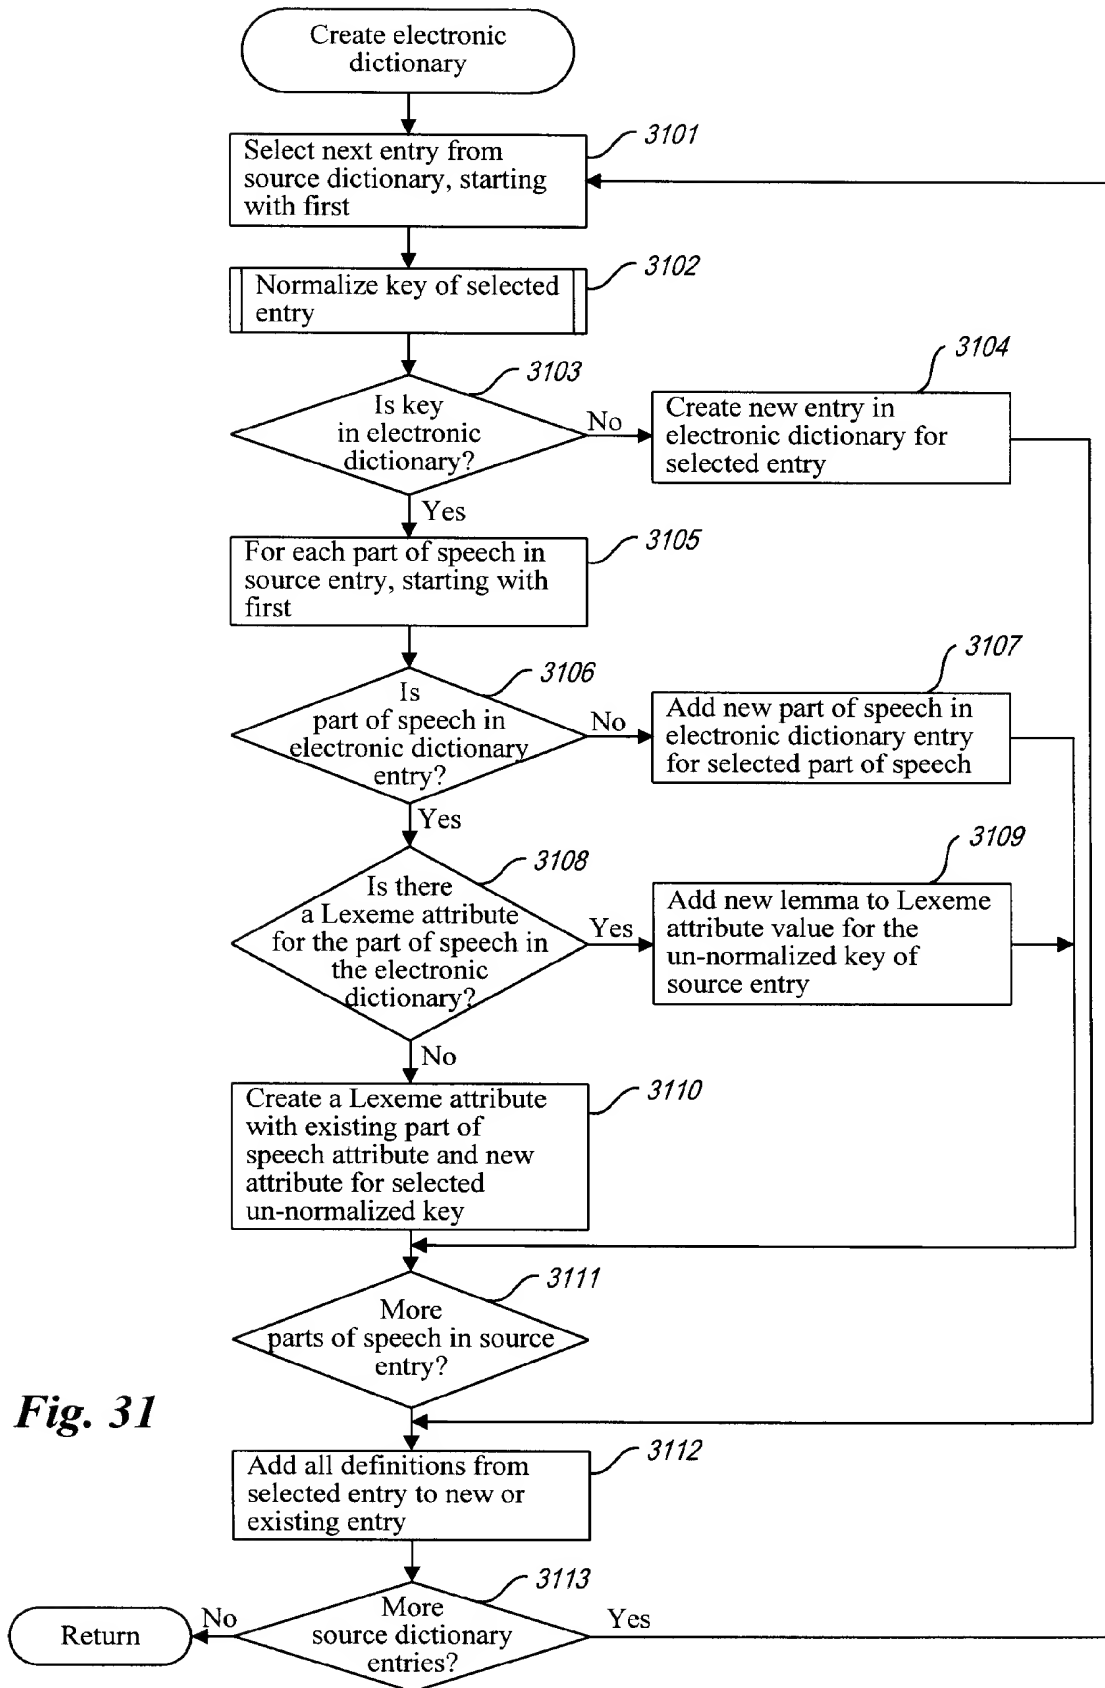 Create electronic
dictionary
3101
Select next entry from
source dictionary, starting
with first
3102
Normalize key of selected
entry
3103
Is key
in electronic
dictionary?
No
3104
Create new entry in
electronic dictionary for
selected entry
Yes
3105
For each part of speech in
source entry, starting with
first
3106
Is
part of speech in
electronic dictionary
entry?
No
3107
Add new part of speech in
electronic dictionary entry
for selected part of speech
Yes
3108
Is there
a Lexeme attribute
for the part of speech in
the electronic
dictionary?
Yes
3109
Add new lemma to Lexeme
attribute value for the
un-normalized key of
source entry
No
3110
Create a Lexeme attribute
with existing part of
speech attribute and new
attribute for selected
un-normalized key
3111
More
parts of speech in source
entry?
Fig. 31
3112
Add all definitions from
selected entry to new or
existing entry
3113
More
source dictionary
entries?
No
Yes
Return